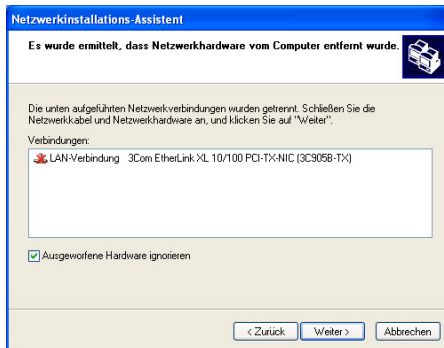 Netzwerkinstallations-Assistent
Es wurde ermittelt, dass Netzwerkhardware vom Computer entfernt wurde.
Die unten aufgeführten Netzwerkverbindungen wurden getrennt. Schließen Sie die
Netzwerkkabel und Netzwerkhardware an, und klicken Sie auf "Weiter".
Verbindungen:
LAN-Verbindung 3Com EtherLink XL 10/100 PCI-TX-NIC (3C905B-TX)
Ausgeworfene Hardware ignorieren
< Zurück Weiter > Abbrechen